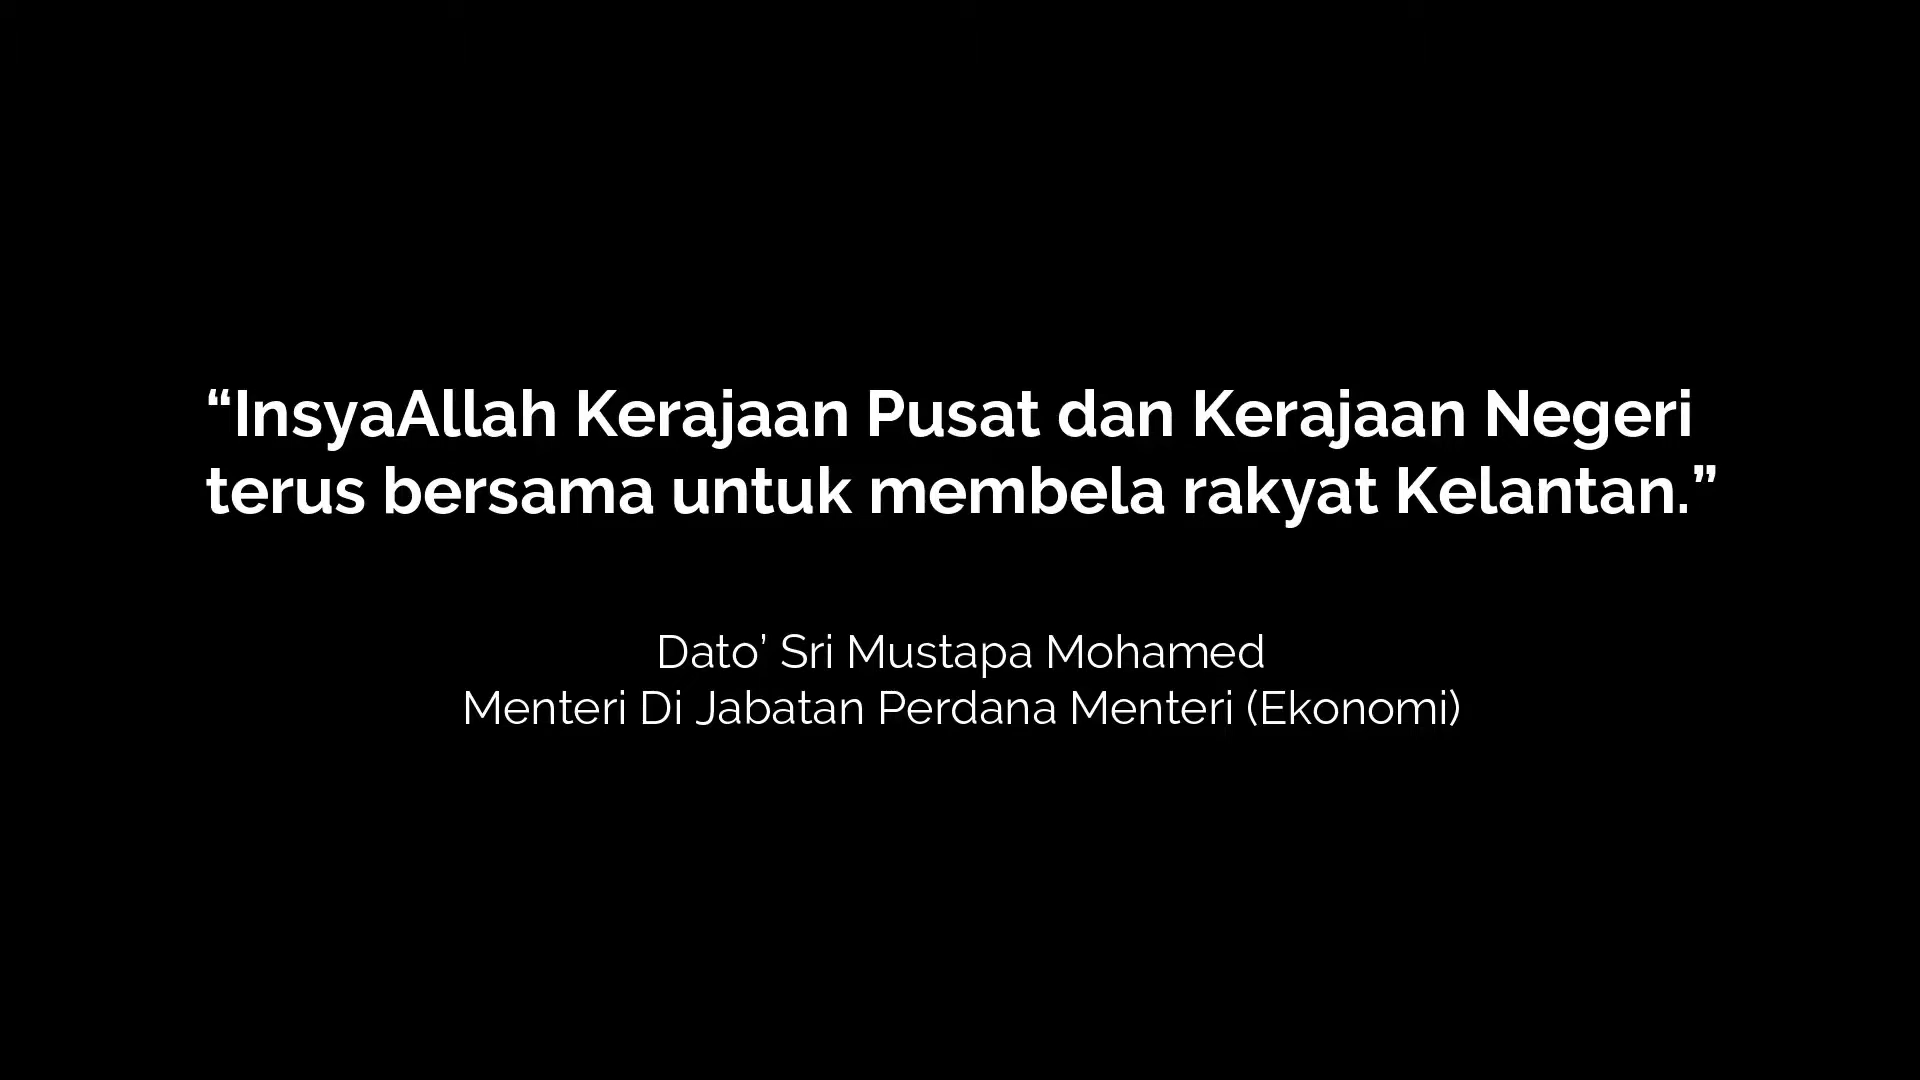 “InsyaAllah Kerajaan Pusat dan Kerajaan Negeri
terus bersama untuk membela rakyat Kelantan.”
Dato’ Sri Mustapa Mohamed
Menteri Di Jabatan Perdana Menteri (Ekonomi)